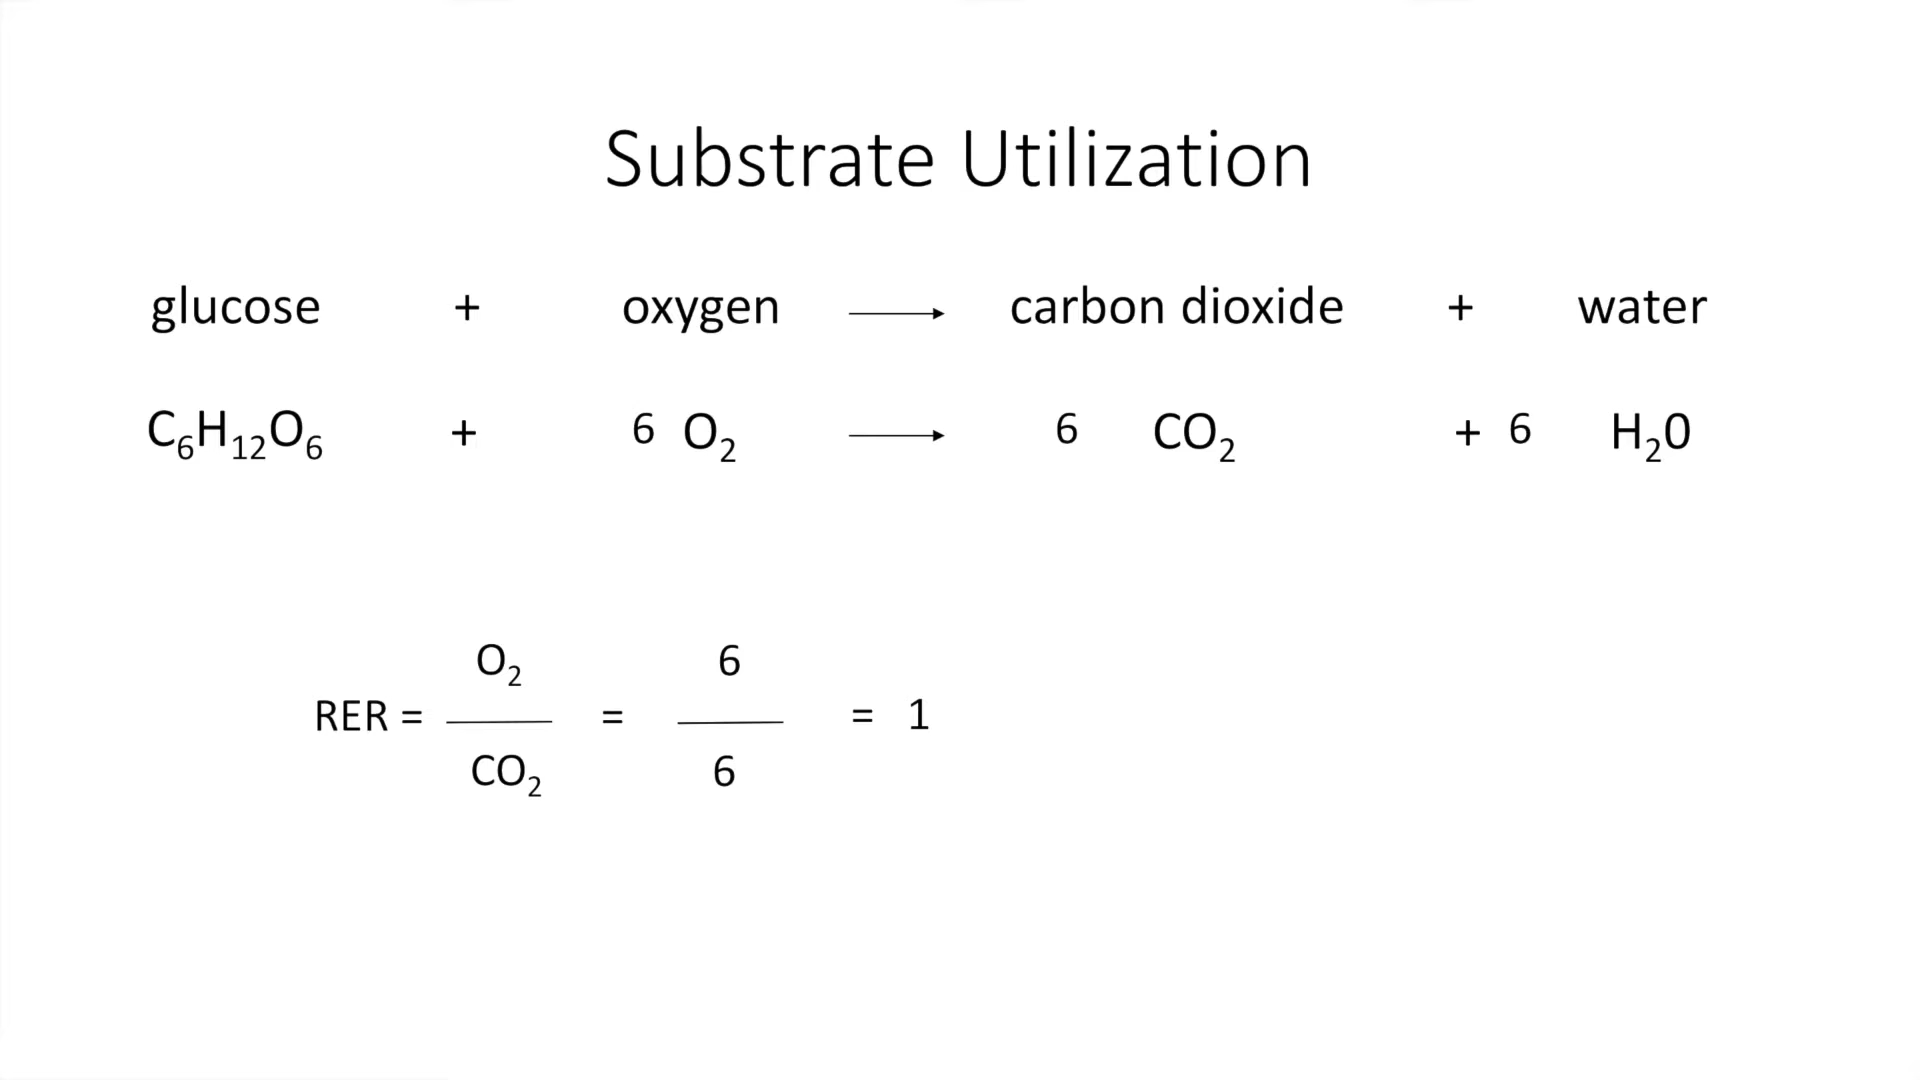 Substrate Utilization
glucose + oxygen → carbon dioxide + water
C₆H₁₂O₆ + 6 O₂ → 6 CO₂ + 6 H₂0
O₂ 6
RER = = = 1
CO₂ 6